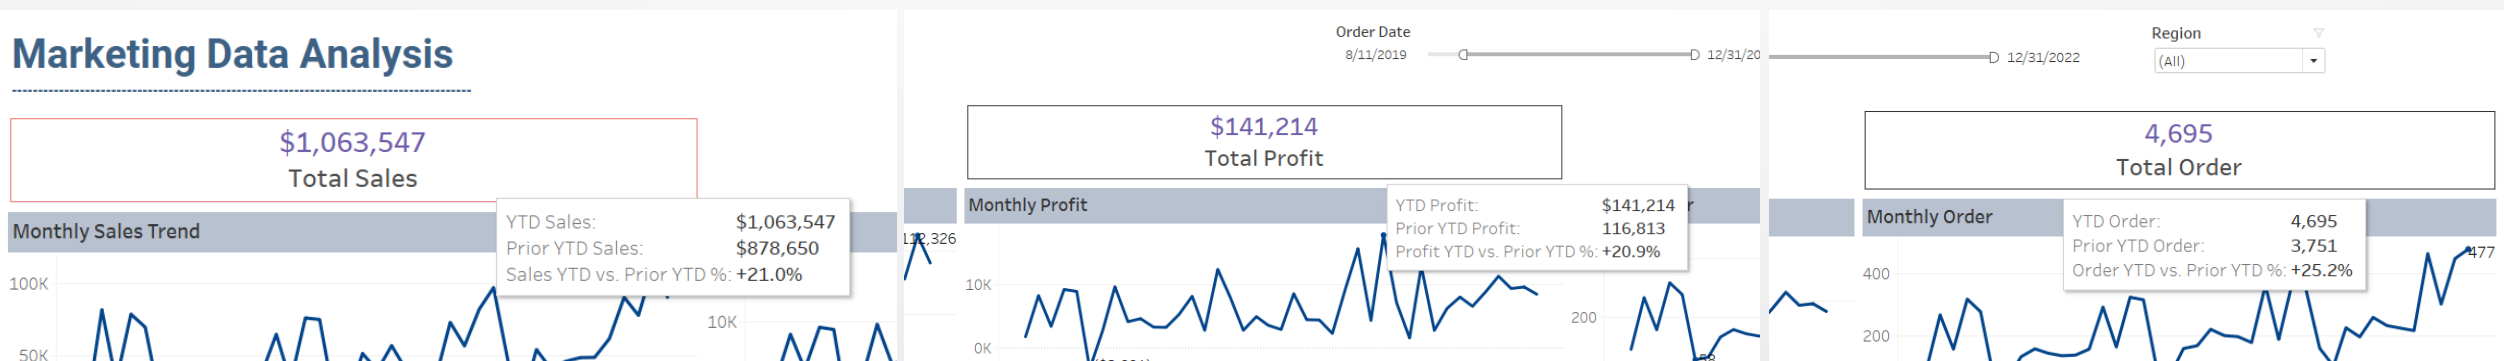 Marketing Data Analysis
$1,063,547
Total Sales
YTD Sales: $1,063,547
Prior YTD Sales: $878,650
Sales YTD vs. Prior YTD %: +21.0%
Monthly Sales Trend
100K
50K
10K
Order Date
8/11/2019
12/31/20
$141,214
Total Profit
YTD Profit: $141,214
Prior YTD Profit: 116,813
Profit YTD vs. Prior YTD %: +20.9%
Monthly Profit
r
112,326
10K
0K
200
58
12/31/2022
Region
(All)
4,695
Total Order
YTD Order: 4,695
Prior YTD Order: 3,751
Order YTD vs. Prior YTD %: +25.2%
Monthly Order
477
400
200